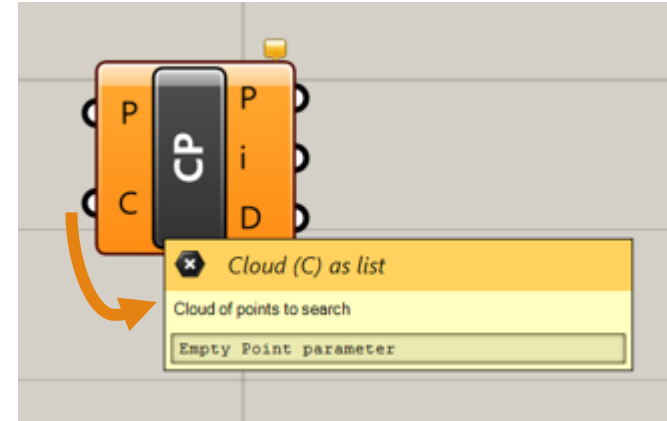 P
C
CP
P
i
D
Cloud (C) as list
Cloud of points to search
Empty Point parameter